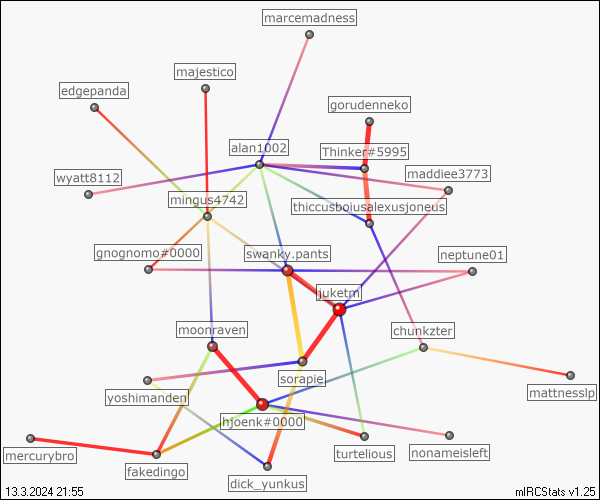 marcemadness
majestico
edgepanda
gorudenneko
alan1002
Thinker#5995
wyatt8112
maddiee3773
mingus4742
thiccusboiusalexusjoneus
gnognomo#0000
swanky.pants
neptune01
juketm
moonraven
chunkzter
sorapie
yoshimanden
mattnesslp
hjoenk#0000
mercurybro
turtelious
nonameisleft
fakedingo
dick_yunkus
13.3.2024 21:55
mIRCStats v1.25